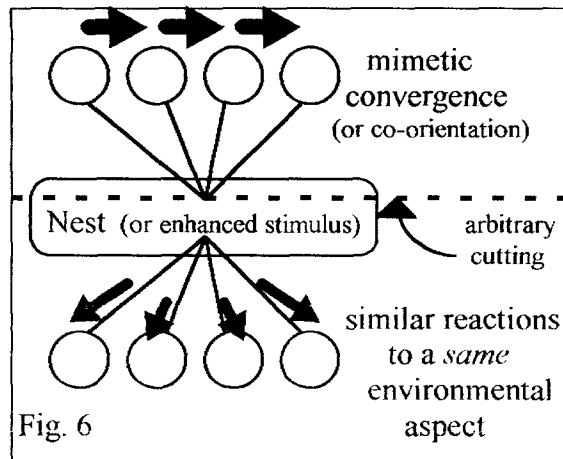 mimetic
convergence
(or co-orientation)
Nest (or enhanced stimulus)
arbitrary
cutting
similar reactions
to a same
environmental
aspect
Fig. 6